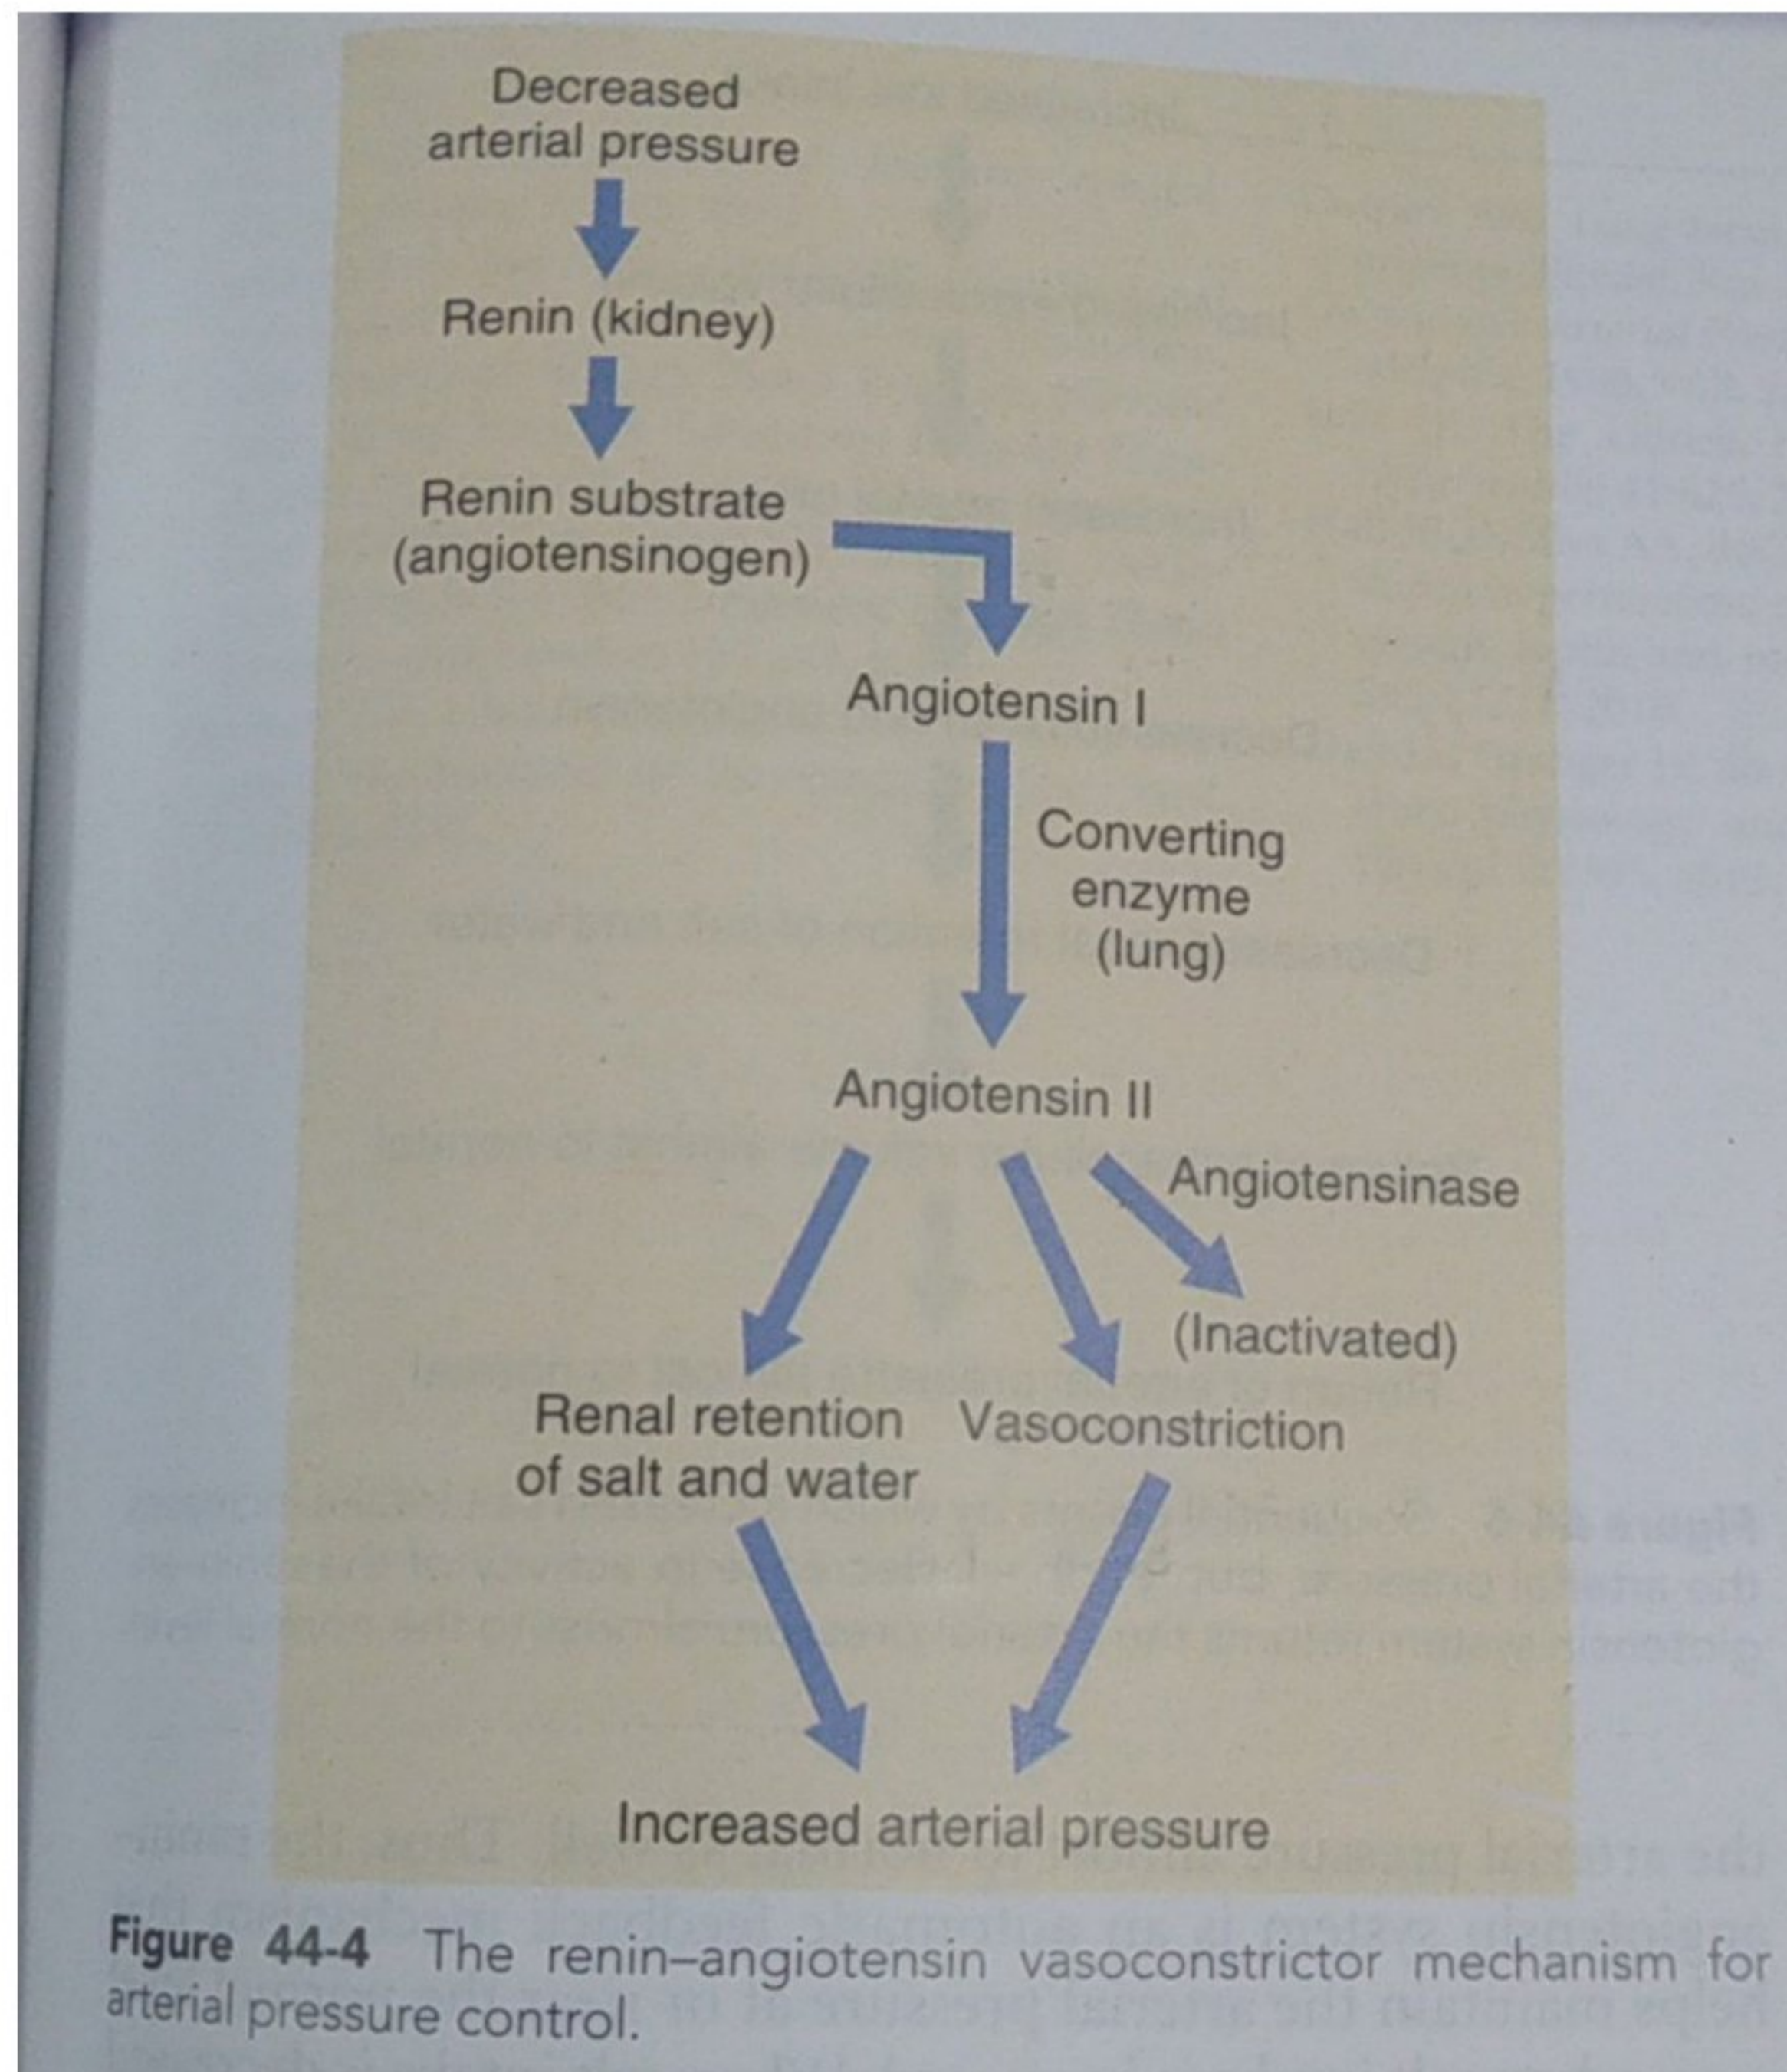 Decreased
arterial pressure
Renin (kidney)
Renin substrate
(angiotensinogen)
Angiotensin I
Converting
enzyme
(lung)
Angiotensin II
Angiotensinase
(Inactivated)
Renal retention
of salt and water
Vasoconstriction
Increased arterial pressure
Figure 44-4 The renin–angiotensin vasoconstrictor mechanism for
arterial pressure control.